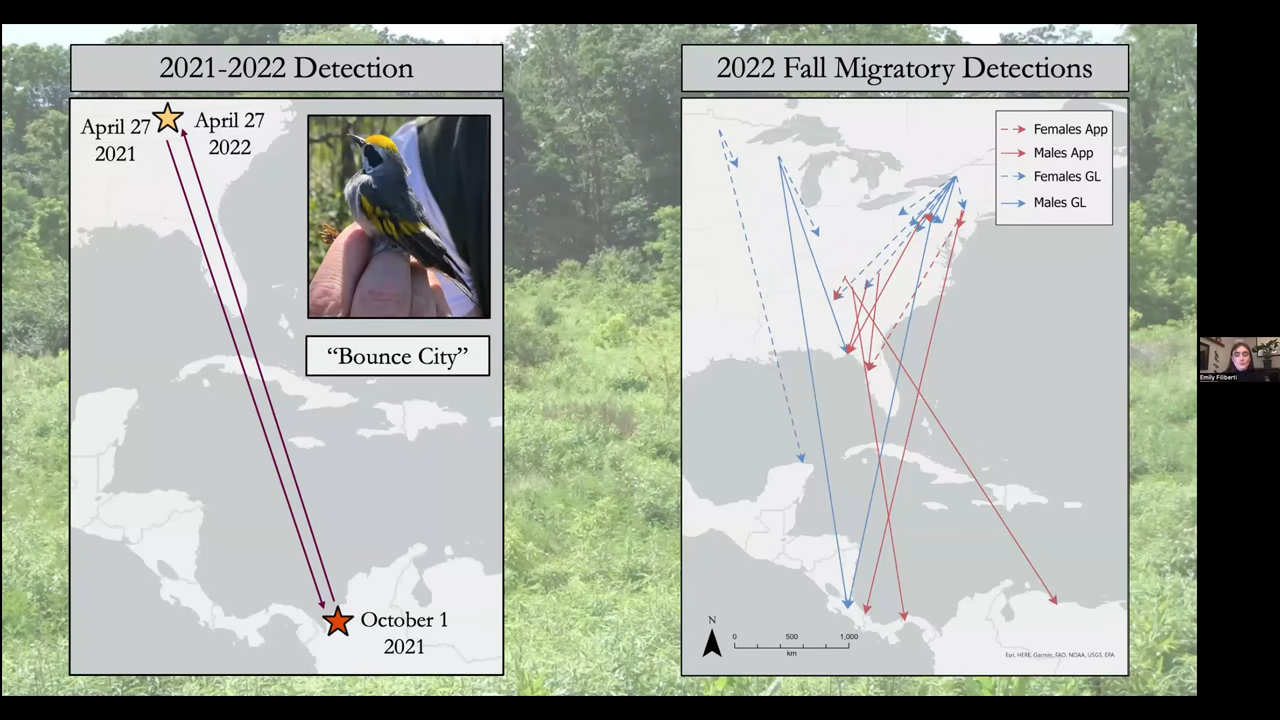 2021-2022 Detection
April 27
2021
April 27
2022
"Bounce City"
October 1
2021
2022 Fall Migratory Detections
Females App
Males App
Females GL
Males GL
N
0 500 1,000
km
Esri, HERE, Garmin, FAO, NOAA, USGS, EPA
Emily Filiberti